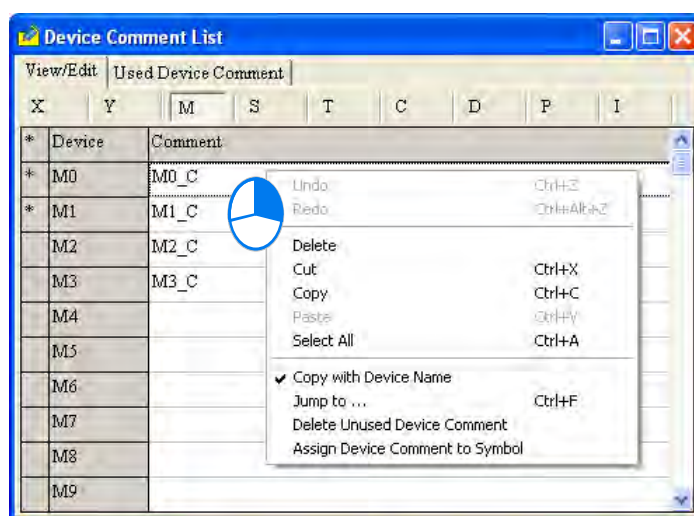 Device Comment List
View/Edit Used Device Comment
X Y M S T C D P I
* Device Comment
* M0 M0_C
* M1 M1_C
M2 M2_C
M3 M3_C
M4
M5
M6
M7
M8
M9
Undo Ctrl+Z
Redo Ctrl+Alt+Z
Delete
Cut Ctrl+X
Copy Ctrl+C
Paste Ctrl+V
Select All Ctrl+A
✔ Copy with Device Name
Jump to ... Ctrl+F
Delete Unused Device Comment
Assign Device Comment to Symbol